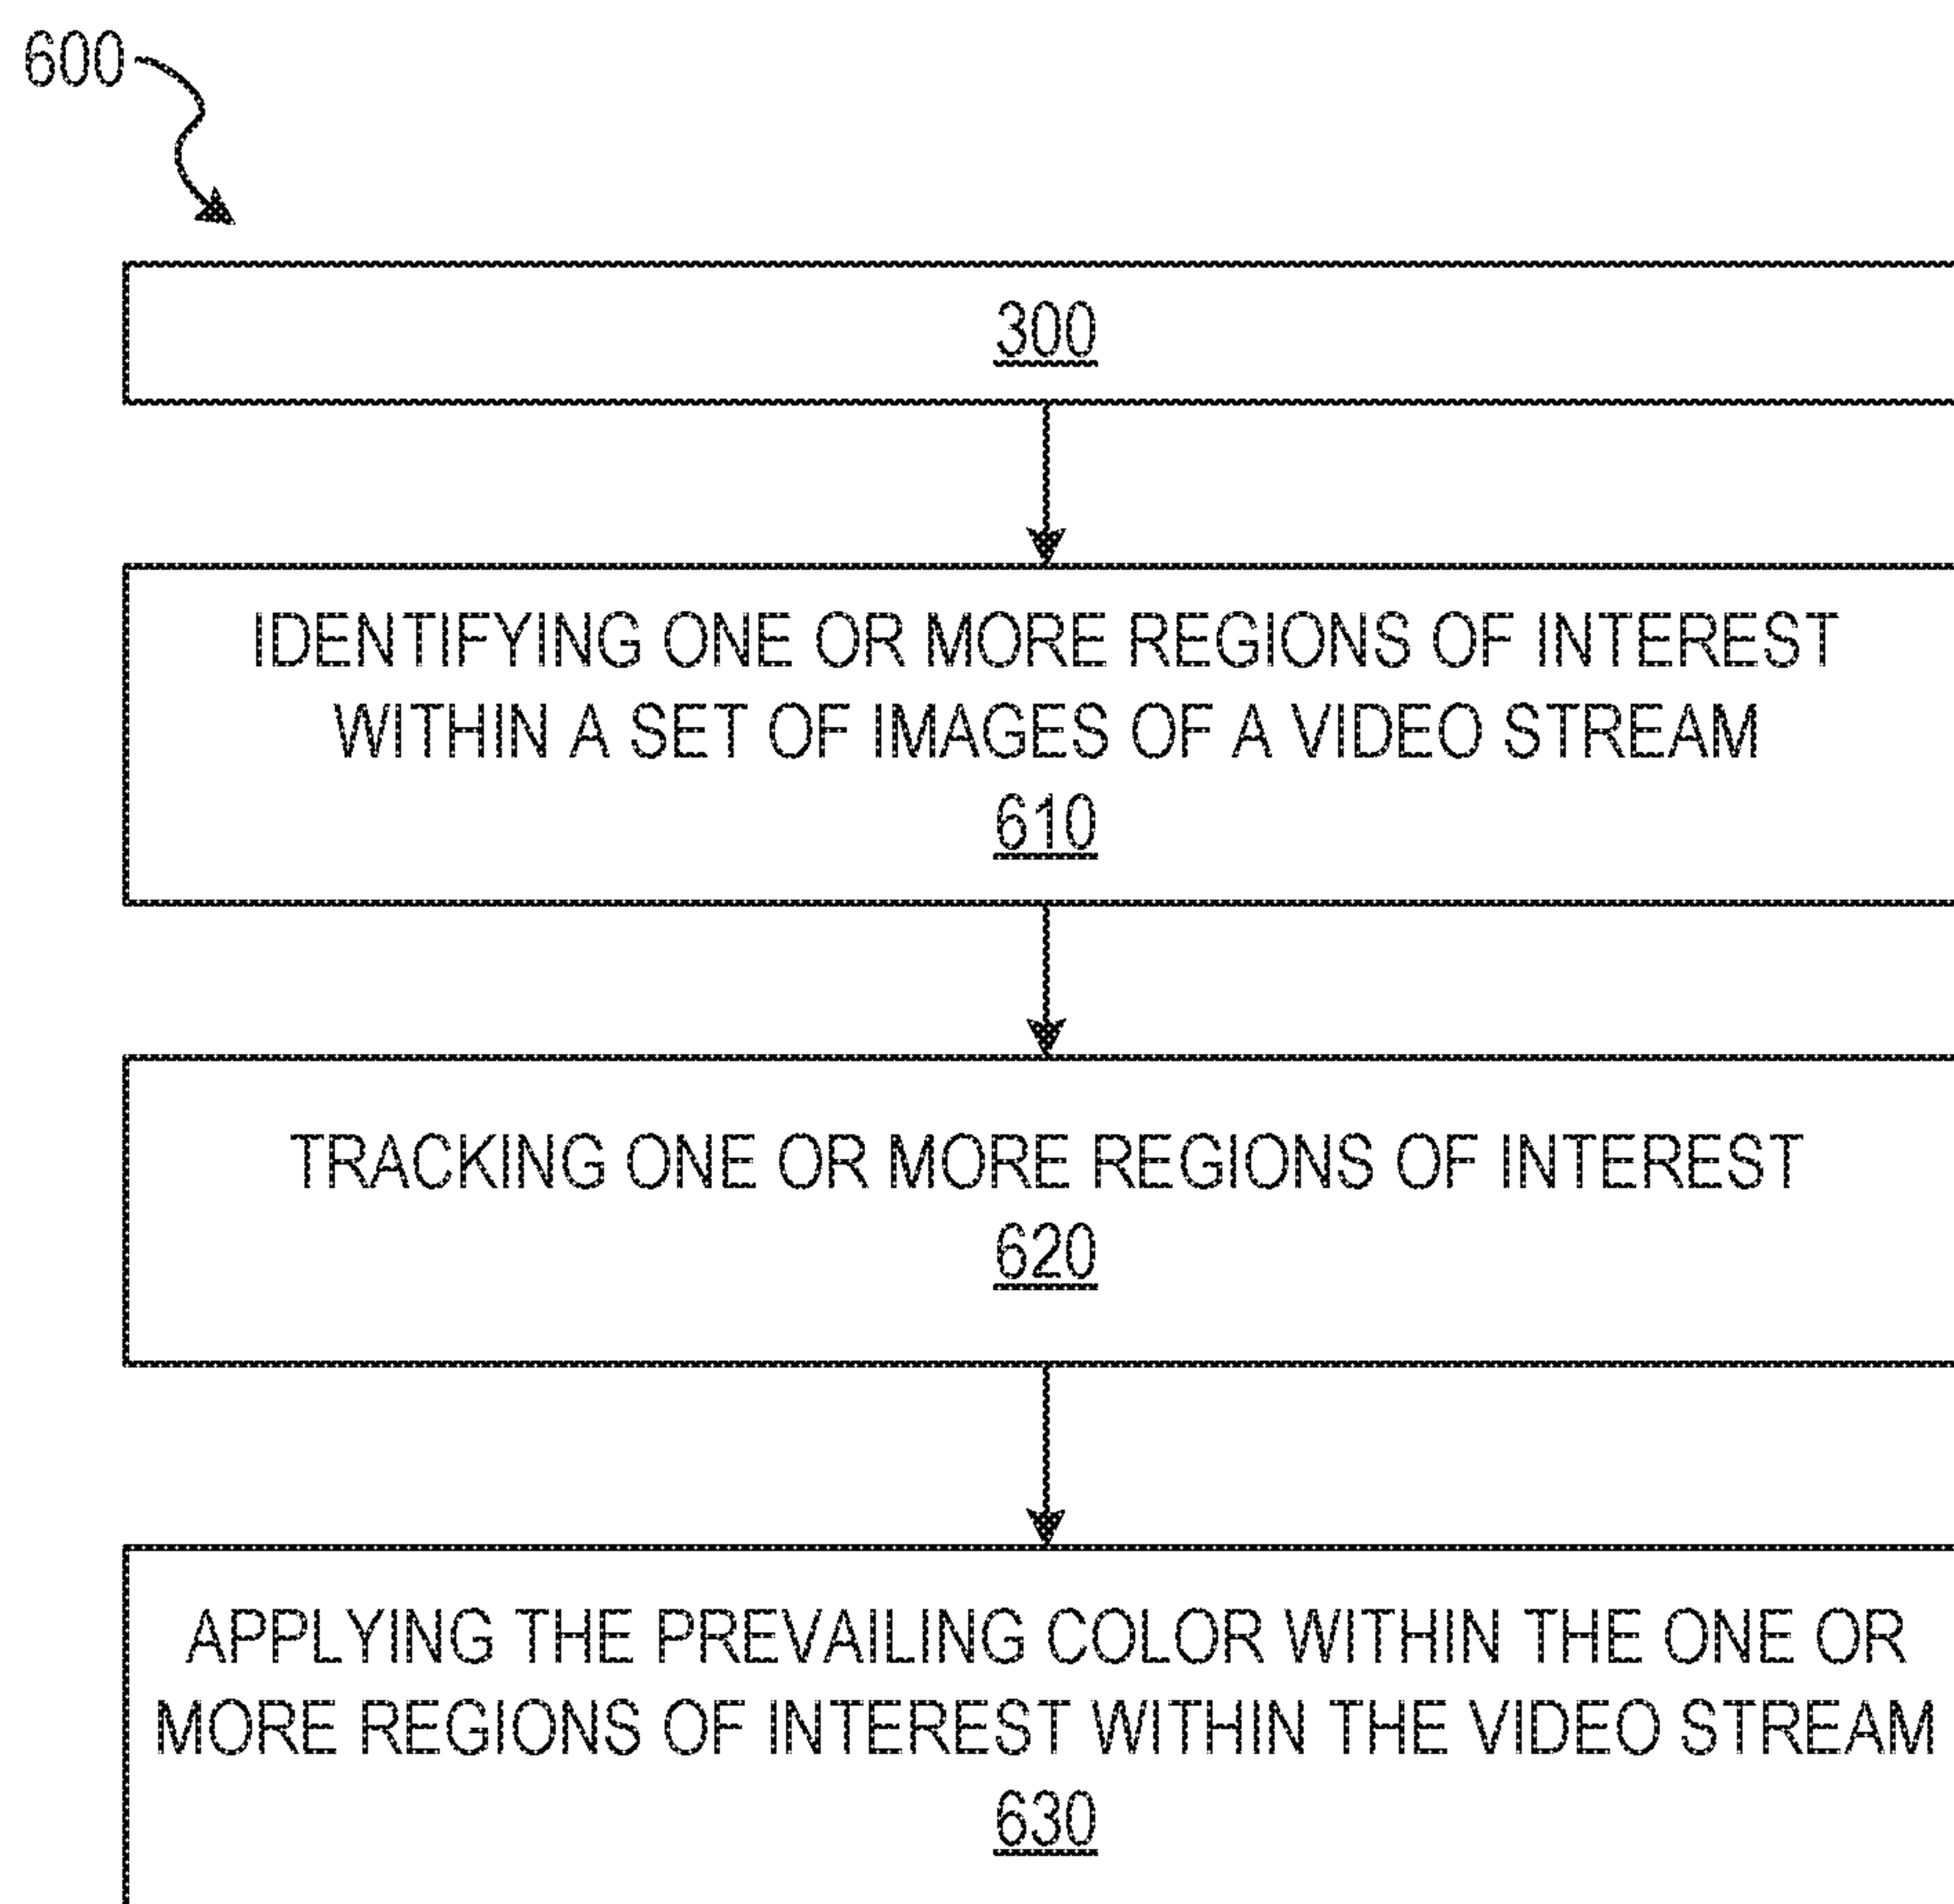 600
300
IDENTIFYING ONE OR MORE REGIONS OF INTEREST
WITHIN A SET OF IMAGES OF A VIDEO STREAM
610
TRACKING ONE OR MORE REGIONS OF INTEREST
620
APPLYING THE PREVAILING COLOR WITHIN THE ONE OR
MORE REGIONS OF INTEREST WITHIN THE VIDEO STREAM
630